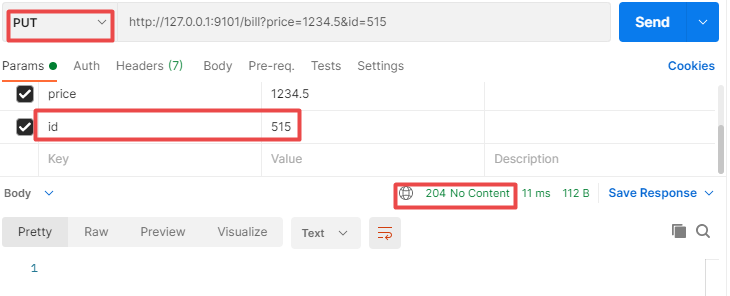 PUT http://127.0.0.1:9101/bill?price=1234.5&id=515 Send
Params Auth Headers (7) Body Pre-req. Tests Settings Cookies
price 1234.5
id 515
Key Value Description
Body 204 No Content 11 ms 112 B Save Response
Pretty Raw Preview Visualize Text
1